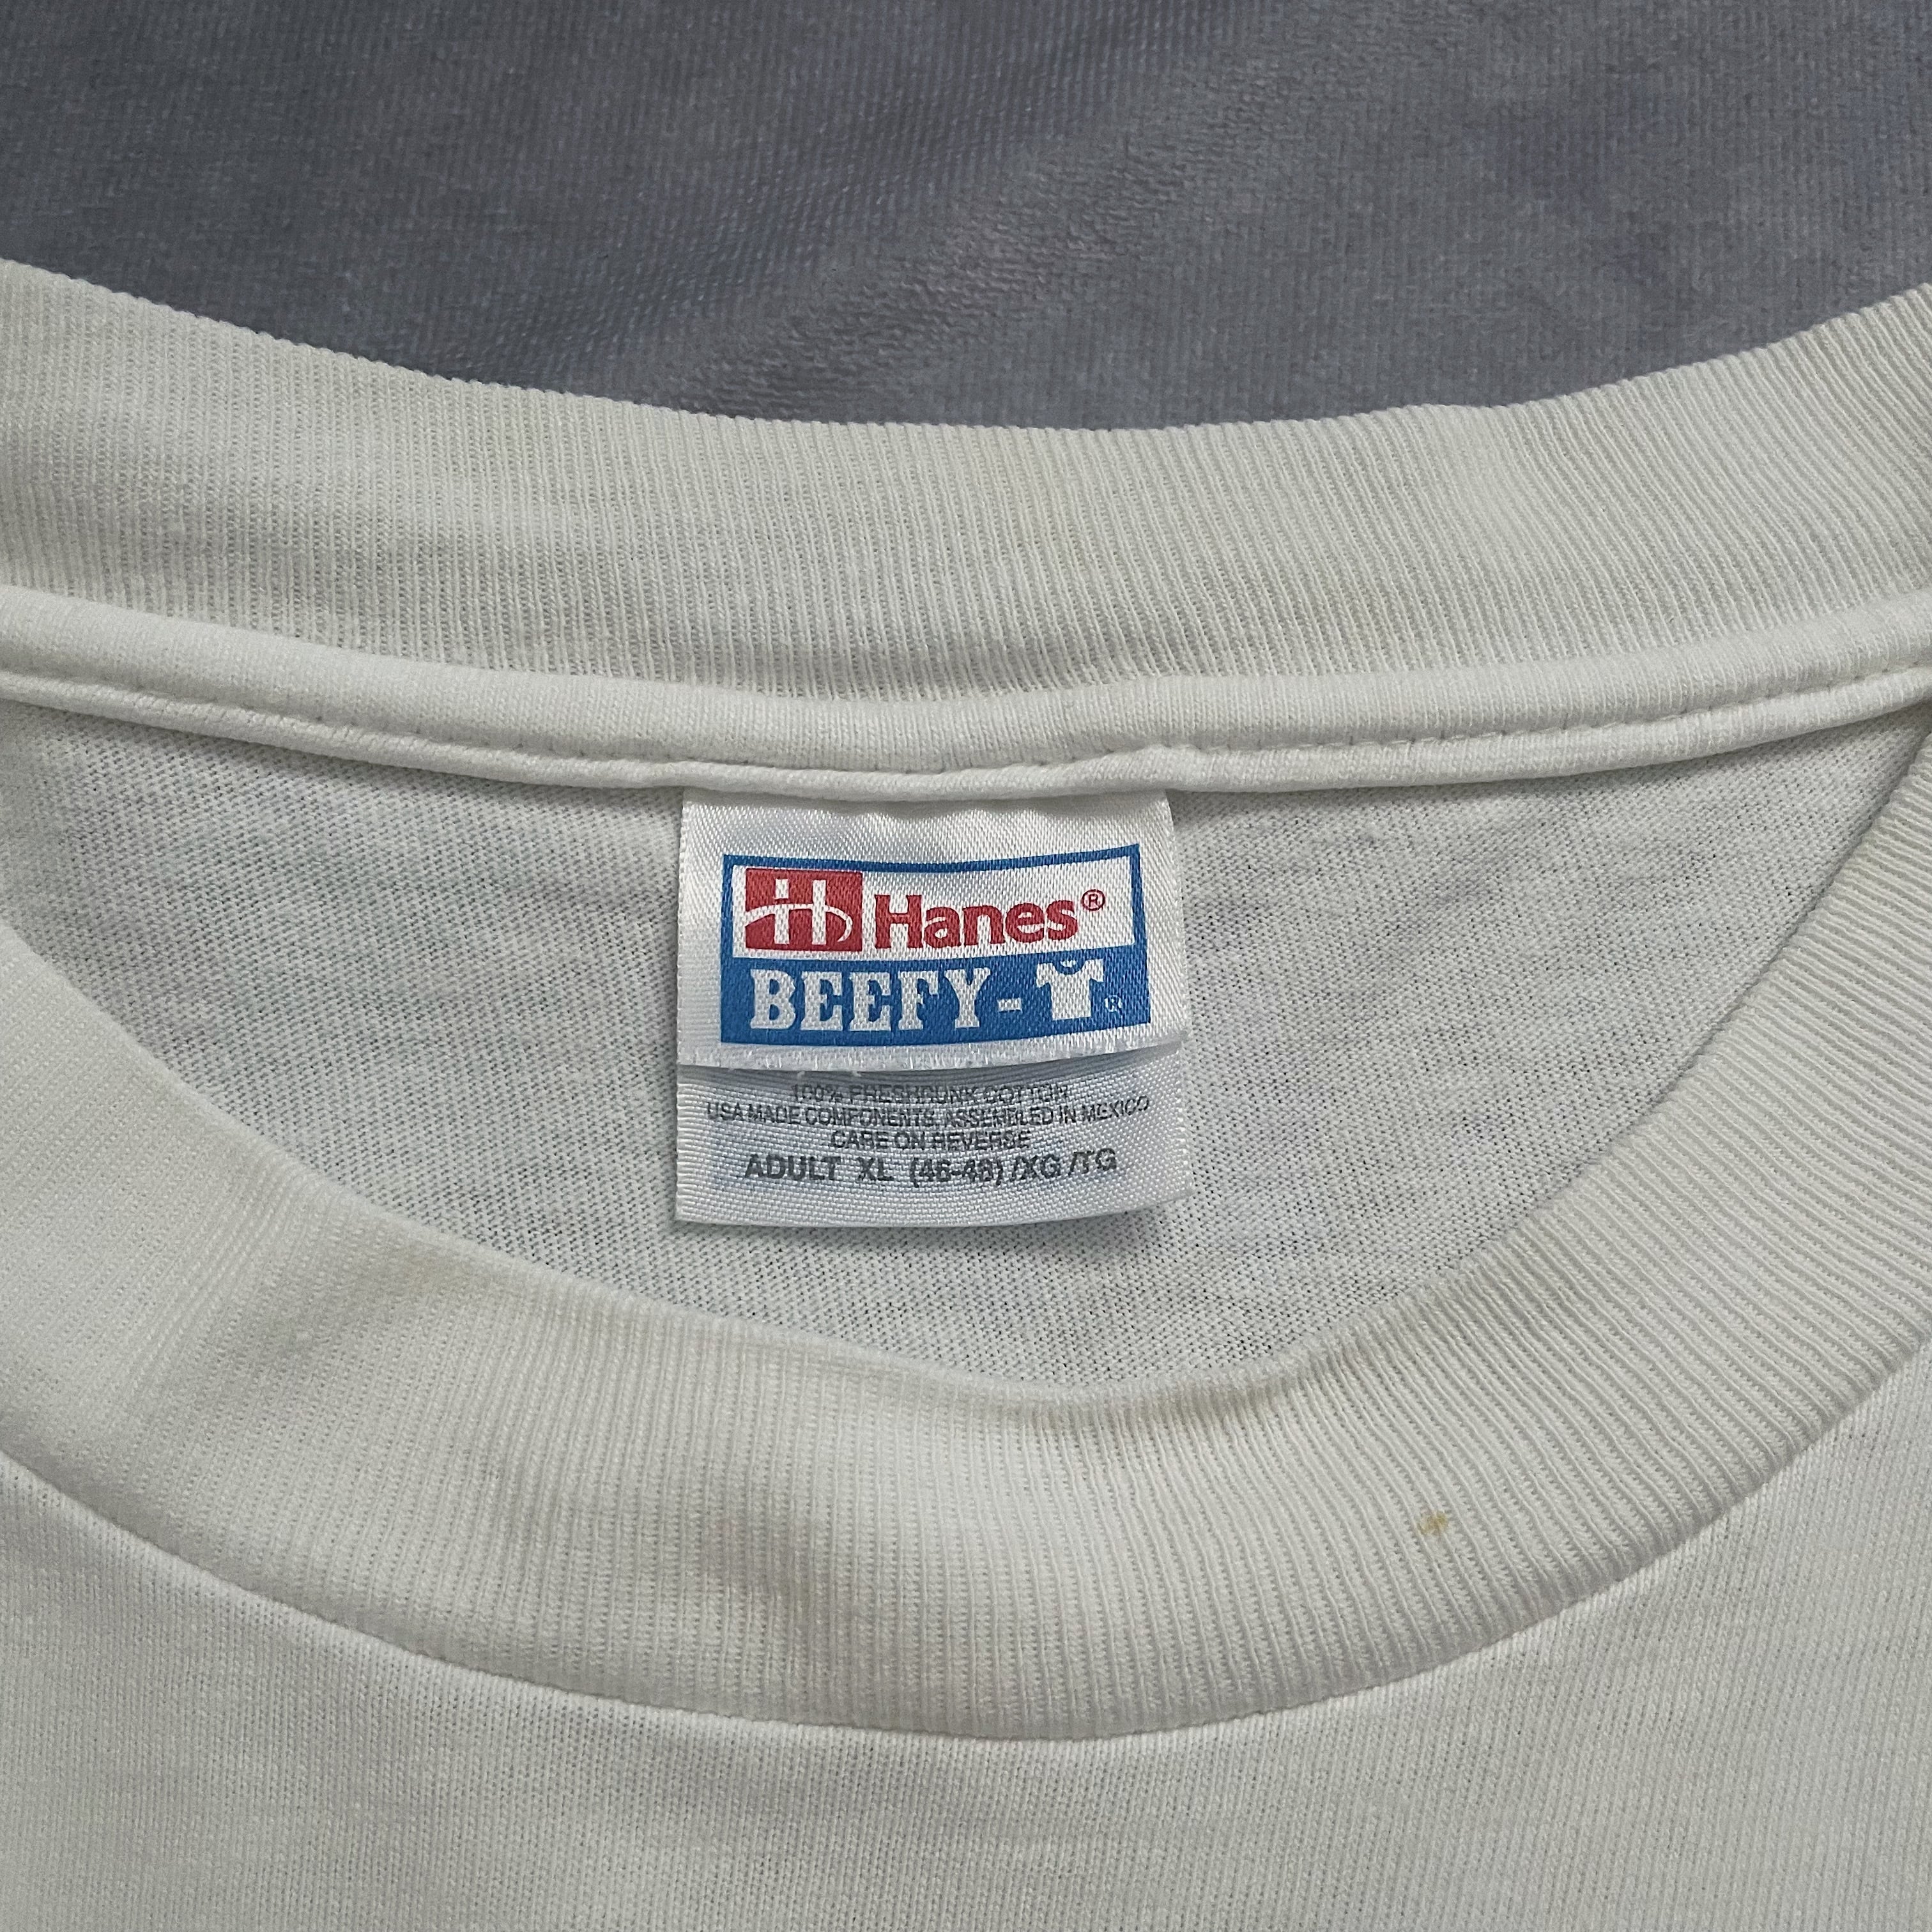 Hanes®
BEEFY-T®
100% PRESHRUNK COTTON
USA MADE COMPONENTS. ASSEMBLED IN MEXICO
CARE ON REVERSE
ADULT XL (46-48) /XG /TG